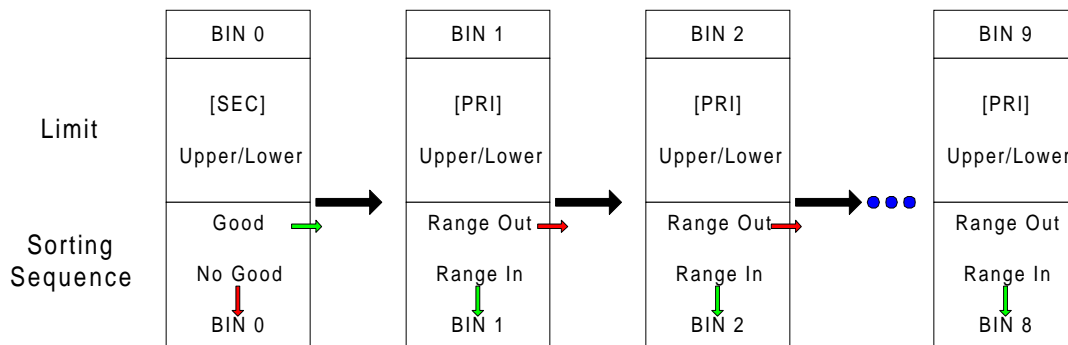 BIN 0 BIN 1 BIN 2 BIN 9
[SEC] [PRI] [PRI] [PRI]
Limit
Upper/Lower Upper/Lower Upper/Lower Upper/Lower
Good Range Out Range Out Range Out
Sorting
Sequence
No Good Range In Range In Range In
BIN 0 BIN 1 BIN 2 BIN 8